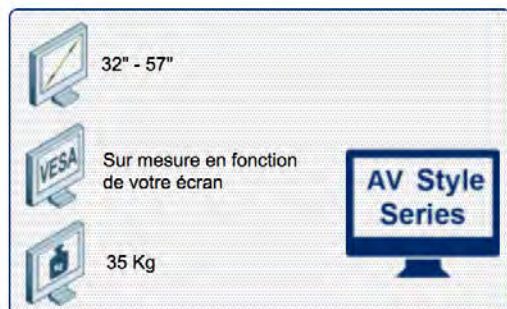 32" - 57"
VESA
Sur mesure en fonction
de votre écran
AV Style
Series
35 Kg